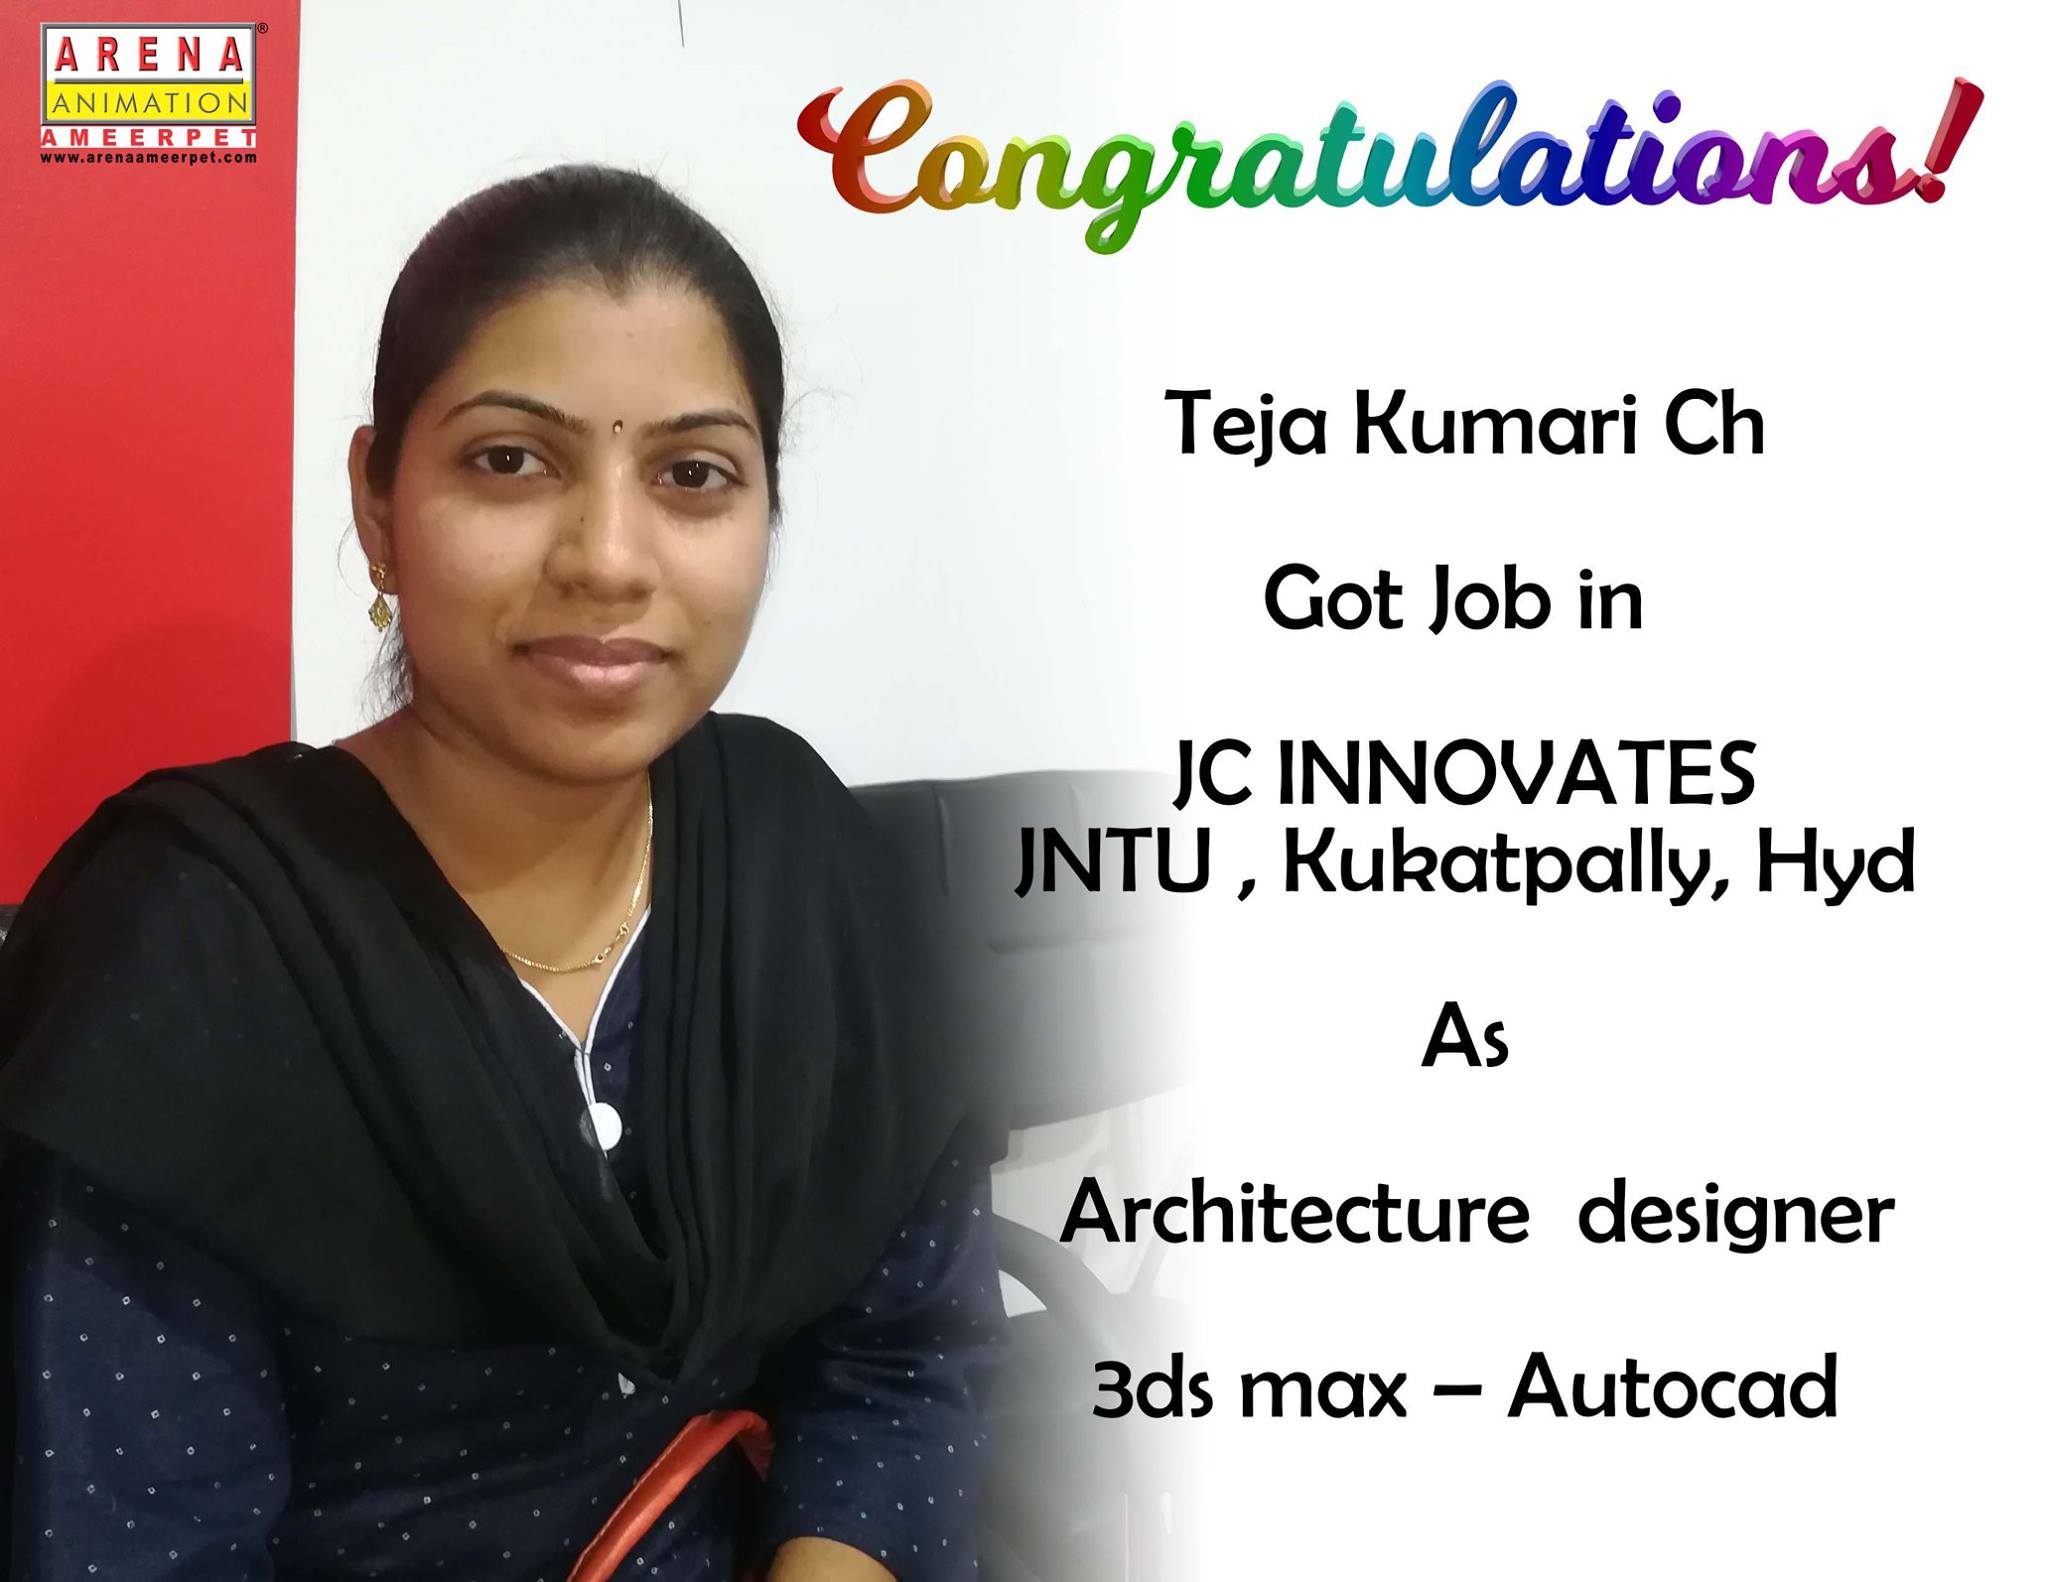 ARENA®
ANIMATION
AMEERPET
www.arenaameerpet.com
Congratulations!
Teja Kumari Ch
Got Job in
JC INNOVATES
JNTU , Kukatpally, Hyd
As
Architecture designer
3ds max – Autocad